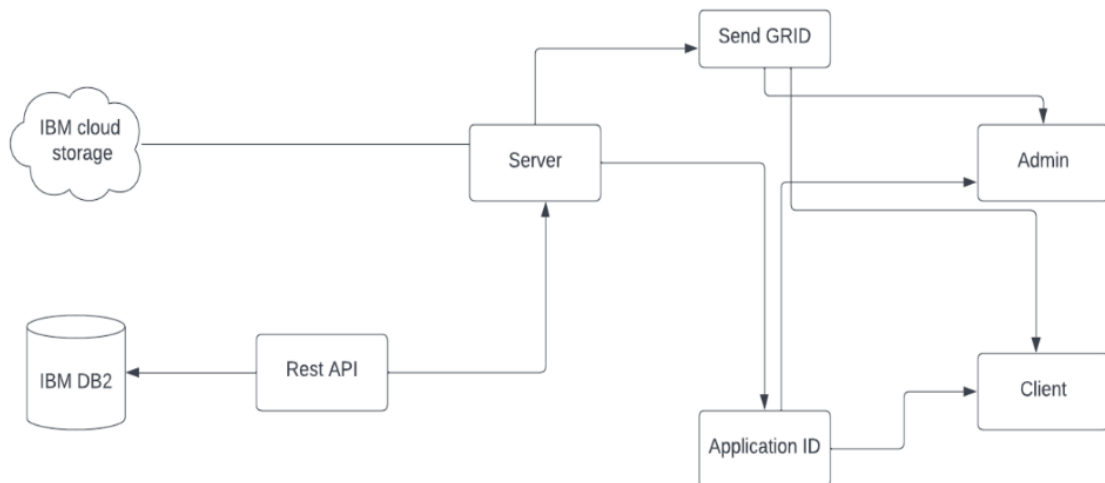 Send GRID
IBM cloud
storage
Server
Admin
IBM DB2
Rest API
Client
Application ID